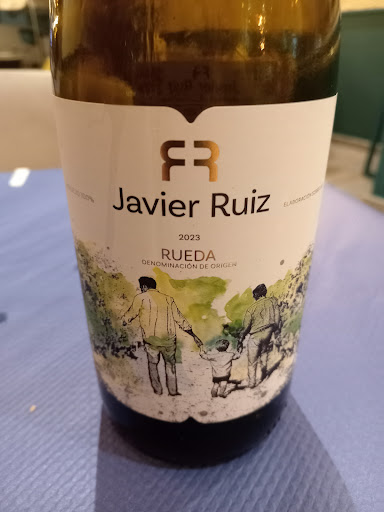 Javier Ruiz
2023
RUEDA
DENOMINACIÓN DE ORIGEN